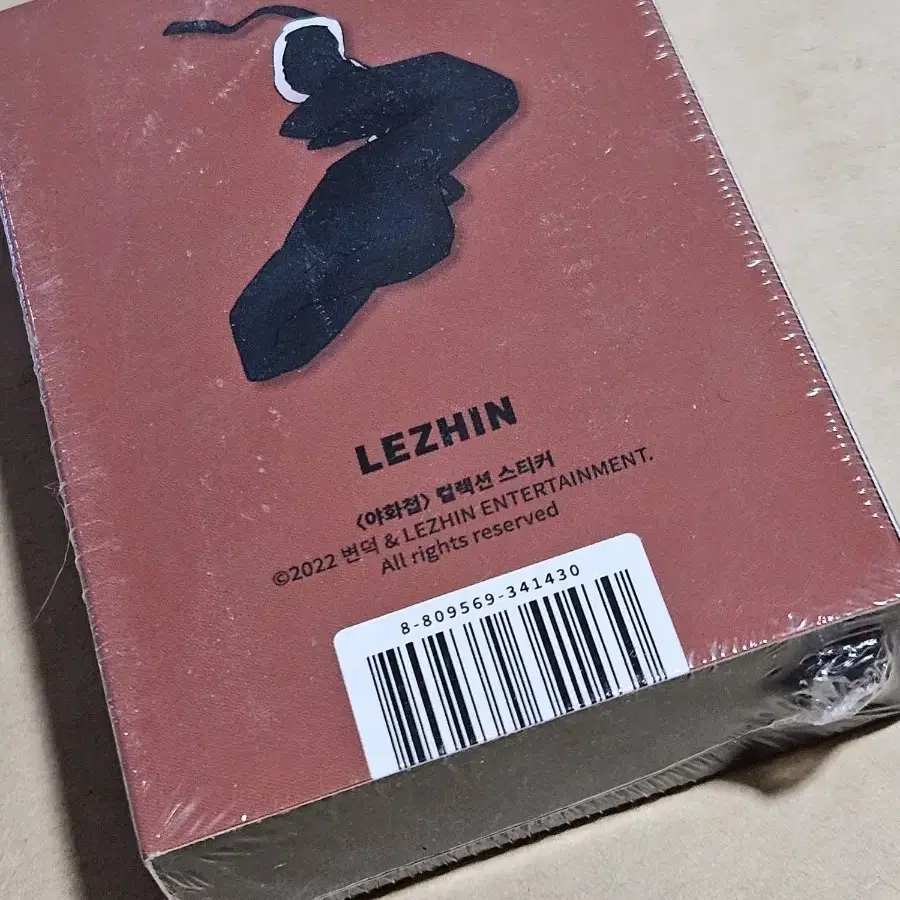 LEZHIN
〈야화첩〉 컬렉션 스티커
©2022 변덕 & LEZHIN ENTERTAINMENT.
All rights reserved
8-809569-341430